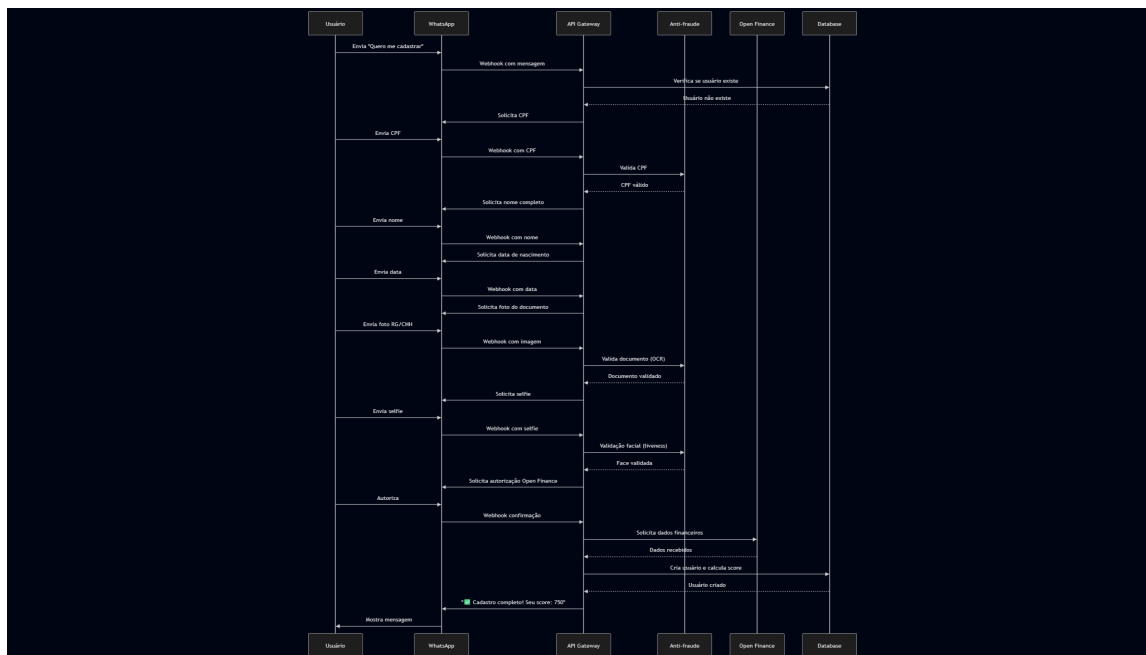 Usuário
WhatsApp
API Gateway
Anti-fraude
Open Finance
Database
Envia "Quero me cadastrar"
Webhook com mensagem
Verifica se usuário existe
Usuário não existe
Solicita CPF
Envia CPF
Webhook com CPF
Valida CPF
CPF válido
Solicita nome completo
Envia nome
Webhook com nome
Solicita data de nascimento
Envia data
Webhook com data
Solicita foto do documento
Envia foto RG/CNH
Webhook com imagem
Valida documento (OCR)
Documento validado
Solicita selfie
Envia selfie
Webhook com selfie
Validação facial (liveness)
Face validada
Solicita autorização Open Finance
Autoriza
Webhook confirmação
Solicita dados financeiros
Dados recebidos
Cria usuário e calcula score
Usuário criado
"✅ Cadastro completo! Seu score: 750"
Mostra mensagem
Usuário
WhatsApp
API Gateway
Anti-fraude
Open Finance
Database